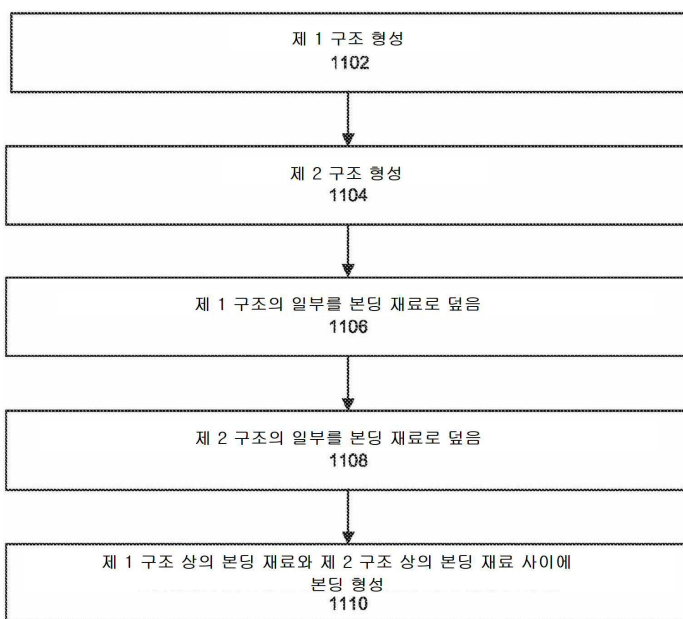 제 1 구조 형성
1102
제 2 구조 형성
1104
제 1 구조의 일부를 본딩 재료로 덮음
1106
제 2 구조의 일부를 본딩 재료로 덮음
1108
제 1 구조 상의 본딩 재료와 제 2 구조 상의 본딩 재료 사이에
본딩 형성
1110